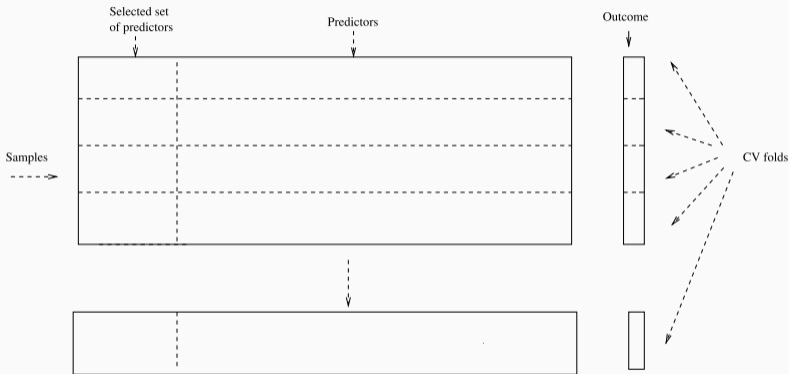 Selected set
of predictors
Predictors
Outcome
Samples
CV folds